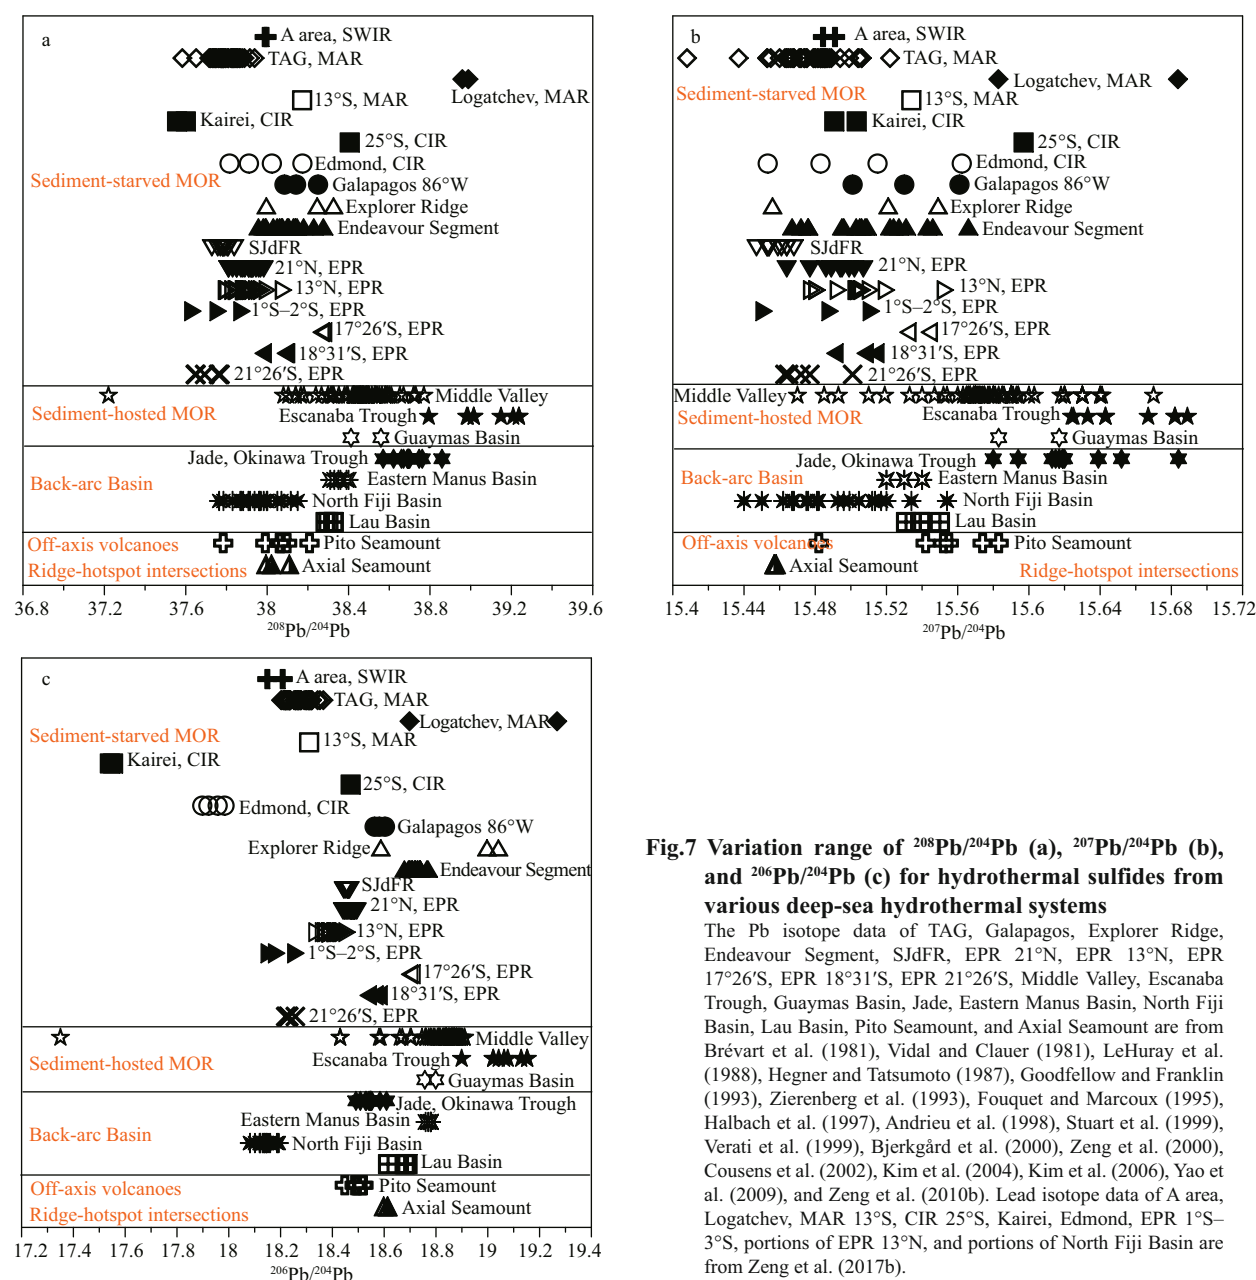 a
A area, SWIR
TAG, MAR
Logatchev, MAR
13°S, MAR
Kairei, CIR
25°S, CIR
Edmond, CIR
Sediment-starved MOR
Galapagos 86°W
Explorer Ridge
Endeavour Segment
SJdFR
21°N, EPR
13°N, EPR
1°S–2°S, EPR
17°26′S, EPR
18°31′S, EPR
21°26′S, EPR
Middle Valley
Sediment-hosted MOR
Escanaba Trough
Guaymas Basin
Jade, Okinawa Trough
Back-arc Basin
Eastern Manus Basin
North Fiji Basin
Lau Basin
Off-axis volcanoes
Pito Seamount
Ridge-hotspot intersections
Axial Seamount
36.8 37.2 37.6 38 38.4 38.8 39.2 39.6
²⁰⁸Pb/²⁰⁴Pb
b
A area, SWIR
TAG, MAR
Logatchev, MAR
Sediment-starved MOR
13°S, MAR
Kairei, CIR
25°S, CIR
Edmond, CIR
Galapagos 86°W
Explorer Ridge
Endeavour Segment
SJdFR
21°N, EPR
13°N, EPR
1°S–2°S, EPR
17°26′S, EPR
18°31′S, EPR
21°26′S, EPR
Middle Valley
Sediment-hosted MOR
Escanaba Trough
Guaymas Basin
Jade, Okinawa Trough
Back-arc Basin
Eastern Manus Basin
North Fiji Basin
Lau Basin
Off-axis volcanoes
Pito Seamount
Axial Seamount
Ridge-hotspot intersections
15.4 15.44 15.48 15.52 15.56 15.6 15.64 15.68 15.72
²⁰⁷Pb/²⁰⁴Pb
c
A area, SWIR
TAG, MAR
Logatchev, MAR
Sediment-starved MOR
13°S, MAR
Kairei, CIR
25°S, CIR
Edmond, CIR
Galapagos 86°W
Explorer Ridge
Endeavour Segment
SJdFR
21°N, EPR
13°N, EPR
1°S–2°S, EPR
17°26′S, EPR
18°31′S, EPR
21°26′S, EPR
Middle Valley
Sediment-hosted MOR
Escanaba Trough
Guaymas Basin
Jade, Okinawa Trough
Eastern Manus Basin
Back-arc Basin
North Fiji Basin
Lau Basin
Off-axis volcanoes
Pito Seamount
Ridge-hotspot intersections
Axial Seamount
17.2 17.6 18 18.2 18.4 18.6 18.8 19 19.2 19.4
²⁰⁶Pb/²⁰⁴Pb
Fig.7 Variation range of ²⁰⁸Pb/²⁰⁴Pb (a), ²⁰⁷Pb/²⁰⁴Pb (b),
and ²⁰⁶Pb/²⁰⁴Pb (c) for hydrothermal sulfides from
various deep-sea hydrothermal systems
The Pb isotope data of TAG, Galapagos, Explorer Ridge,
Endeavour Segment, SJdFR, EPR 21°N, EPR 13°N, EPR
17°26′S, EPR 18°31′S, EPR 21°26′S, Middle Valley, Escanaba
Trough, Guaymas Basin, Jade, Eastern Manus Basin, North Fiji
Basin, Lau Basin, Pito Seamount, and Axial Seamount are from
Brévart et al. (1981), Vidal and Clauer (1981), LeHuray et al.
(1988), Hegner and Tatsumoto (1987), Goodfellow and Franklin
(1993), Zierenberg et al. (1993), Fouquet and Marcoux (1995),
Halbach et al. (1997), Andrieu et al. (1998), Stuart et al. (1999),
Verati et al. (1999), Bjerkgård et al. (2000), Zeng et al. (2000),
Cousens et al. (2002), Kim et al. (2004), Kim et al. (2006), Yao et
al. (2009), and Zeng et al. (2010b). Lead isotope data of A area,
Logatchev, MAR 13°S, CIR 25°S, Kairei, Edmond, EPR 1°S–
3°S, portions of EPR 13°N, and portions of North Fiji Basin are
from Zeng et al. (2017b).